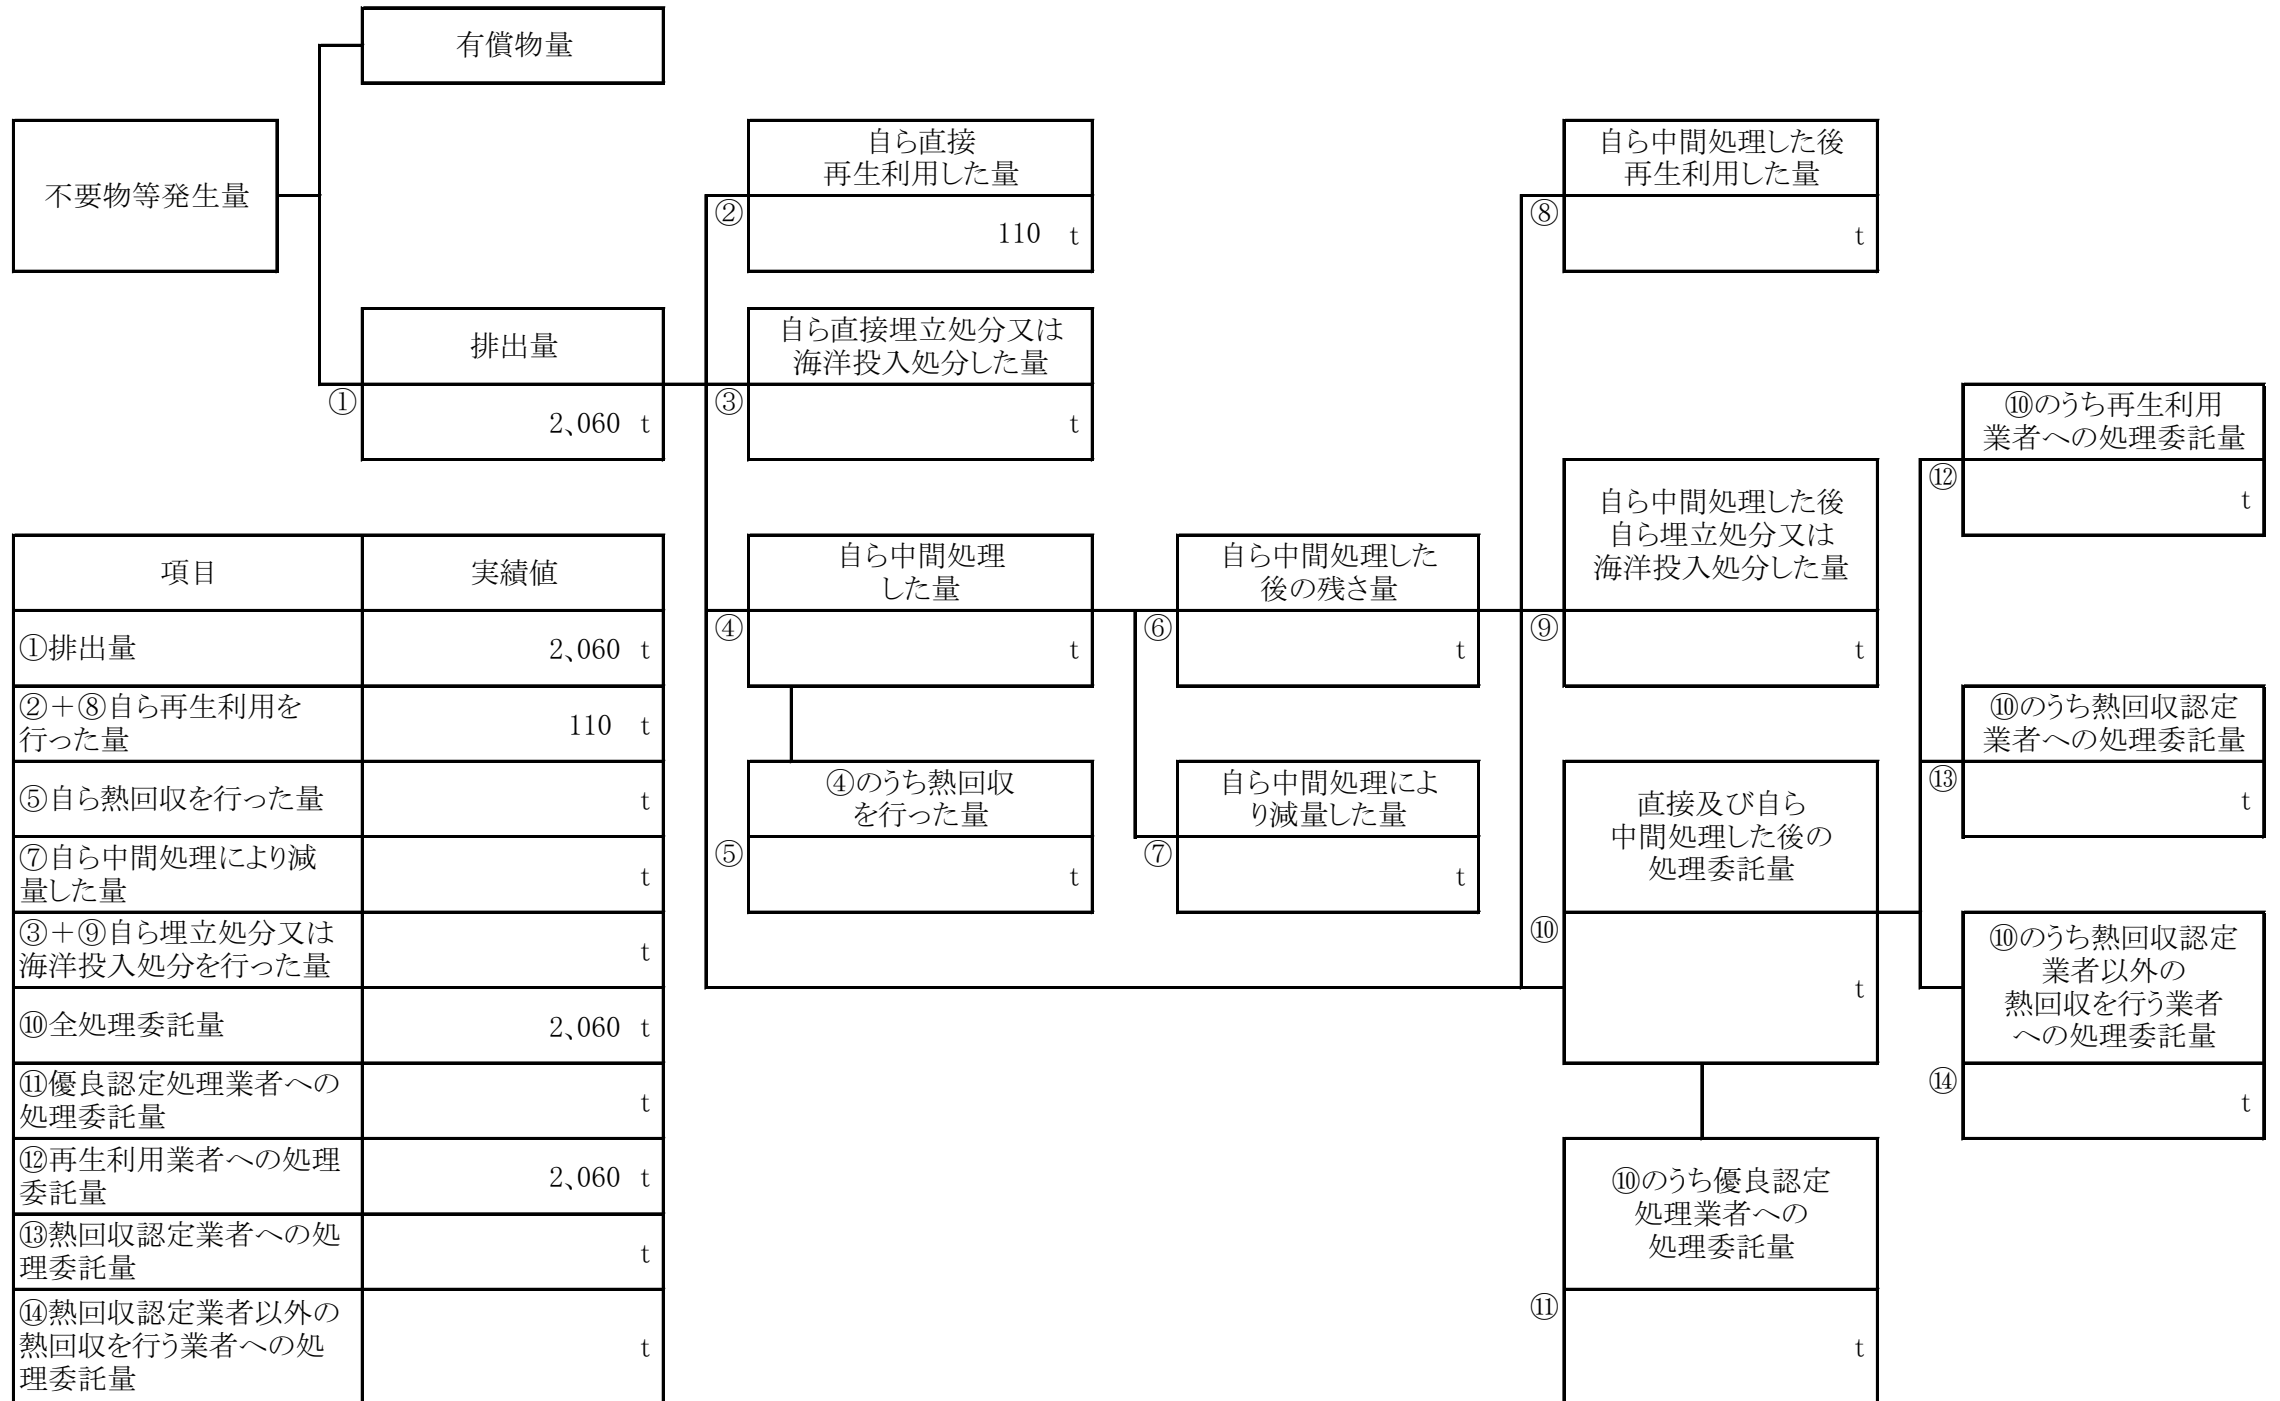 有償物量
不要物等発生量
自ら直接
再生利用した量
②
110 t
自ら中間処理した後
再生利用した量
⑧
t
排出量
①
2、060 t
自ら直接埋立処分又は
海洋投入処分した量
③
t
⑩のうち再生利用
業者への処理委託量
⑫
t
自ら中間処理した後
自ら埋立処分又は
海洋投入処分した量
⑨
t
自ら中間処理
した量
④
t
自ら中間処理した
後の残さ量
⑥
t
⑩のうち熱回収認定
業者への処理委託量
⑬
t
④のうち熱回収
を行った量
⑤
t
自ら中間処理によ
り減量した量
⑦
t
直接及び自ら
中間処理した後の
処理委託量
⑩
t
⑩のうち熱回収認定
業者以外の
熱回収を行う業者
への処理委託量
⑭
t
⑩のうち優良認定
処理業者への
処理委託量
⑪
t
項目 実績値
①排出量 2、060 t
②＋⑧自ら再生利用を
行った量 110 t
⑤自ら熱回収を行った量 t
⑦自ら中間処理により減
量した量 t
③＋⑨自ら埋立処分又は
海洋投入処分を行った量 t
⑩全処理委託量 2、060 t
⑪優良認定処理業者への
処理委託量 t
⑫再生利用業者への処理
委託量 2、060 t
⑬熱回収認定業者への処
理委託量 t
⑭熱回収認定業者以外の
熱回収を行う業者への処
理委託量 t